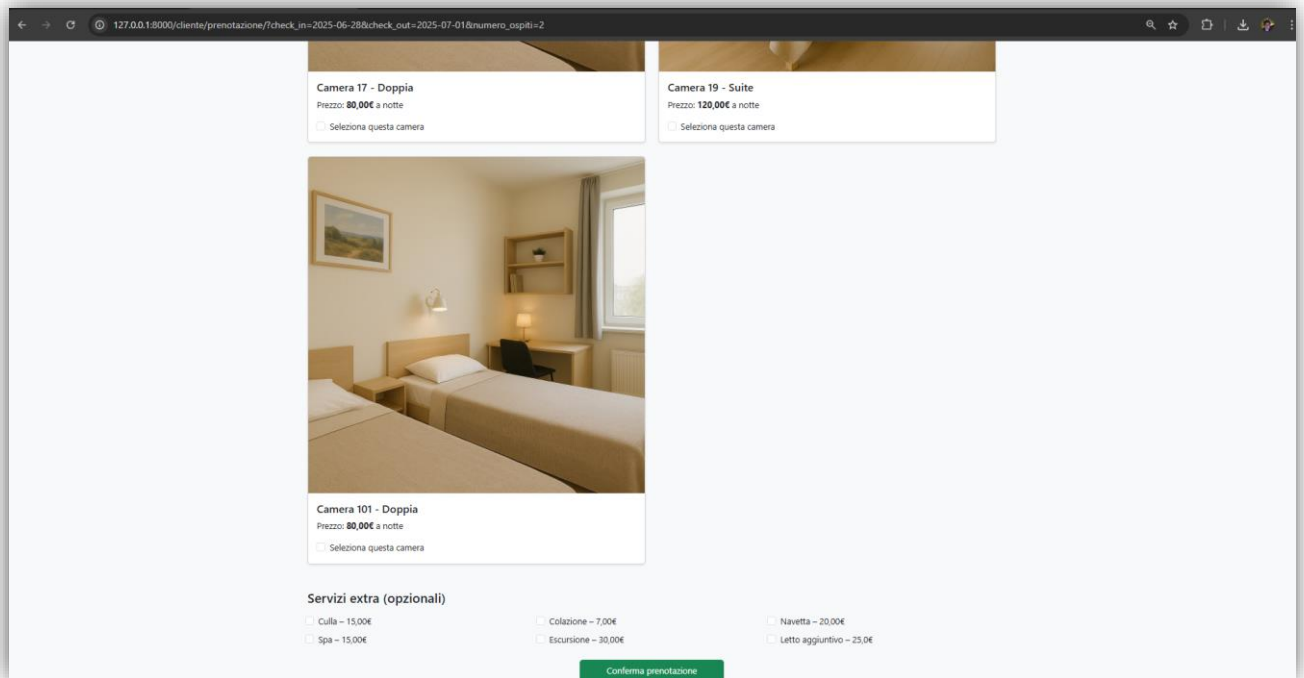 127.0.0.1:8000/cliente/prenotazione/?check_in=2025-06-28&check_out=2025-07-01&numero_ospiti=2
Camera 17 - Doppia
Prezzo: 80,00€ a notte
Seleziona questa camera
Camera 19 - Suite
Prezzo: 120,00€ a notte
Seleziona questa camera
Camera 101 - Doppia
Prezzo: 80,00€ a notte
Seleziona questa camera
Servizi extra (opzionali)
Culla – 15,00€
Colazione – 7,00€
Navetta – 20,00€
Spa – 15,00€
Escursione – 30,00€
Letto aggiuntivo – 25,0€
Conferma prenotazione